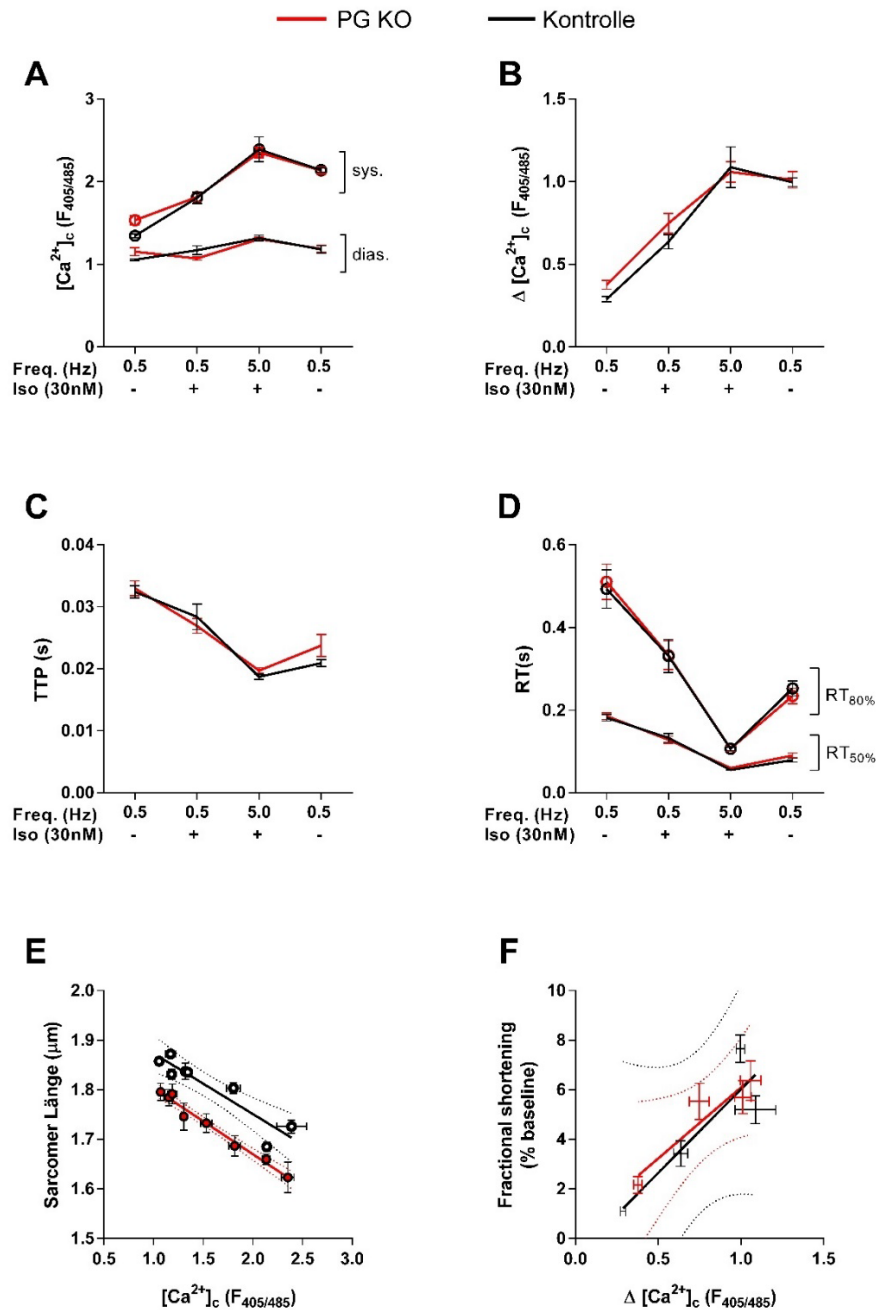 PG KO Kontrolle
A
[Ca²⁺]c (F405/485)
3
2
1
0
sys.
dias.
Freq. (Hz) 0.5 0.5 5.0 0.5
Iso (30nM) - + + -
B
Δ [Ca²⁺]c (F405/485)
1.5
1.0
0.5
0.0
Freq. (Hz) 0.5 0.5 5.0 0.5
Iso (30nM) - + + -
C
TTP (s)
0.04
0.03
0.02
0.01
0.00
Freq. (Hz) 0.5 0.5 5.0 0.5
Iso (30nM) - + + -
D
RT(s)
0.6
0.4
0.2
0.0
RT80%
RT50%
Freq. (Hz) 0.5 0.5 5.0 0.5
Iso (30nM) - + + -
E
Sarcomer Länge (µm)
2.0
1.9
1.8
1.7
1.6
1.5
0.5 1.0 1.5 2.0 2.5 3.0
[Ca²⁺]c (F405/485)
F
Fractional shortening
(% baseline)
10
8
6
4
2
0
0.0 0.5 1.0 1.5
Δ [Ca²⁺]c (F405/485)